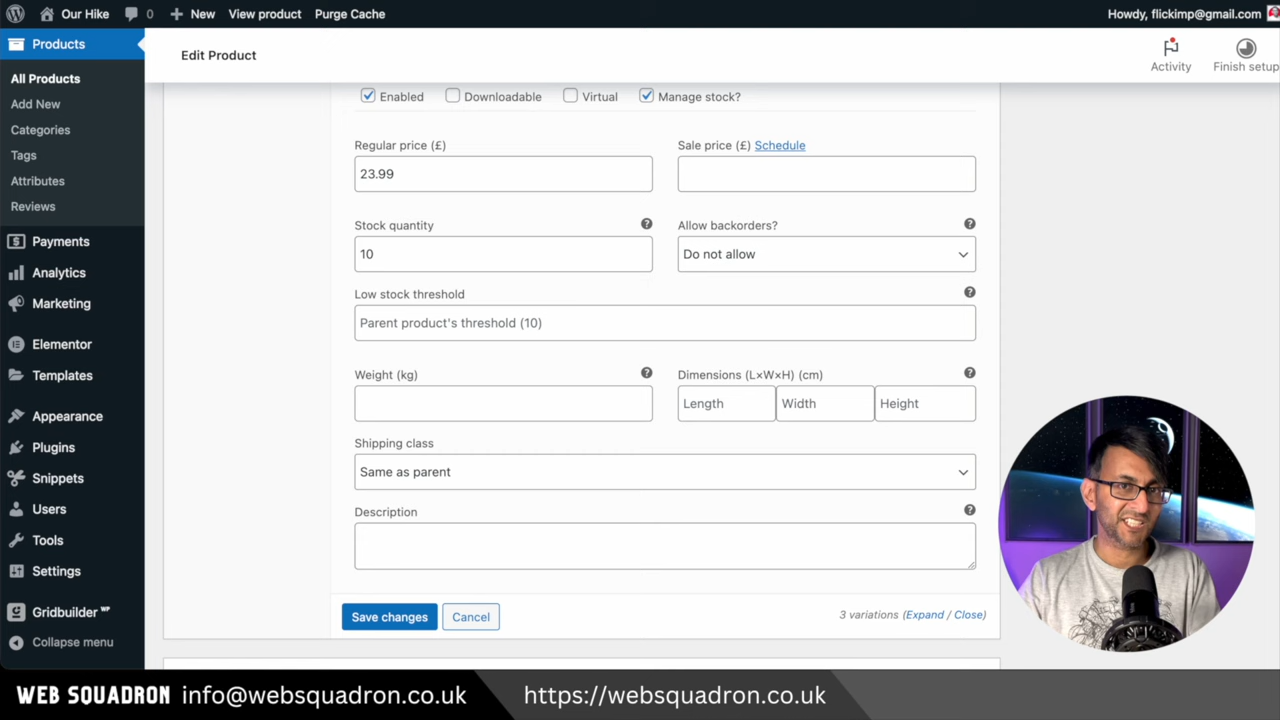 Our Hike
0
New
View product
Purge Cache
Howdy, flickimp@gmail.com
Products
Edit Product
Activity
Finish setup
All Products
Add New
Categories
Tags
Attributes
Reviews
Payments
Analytics
Marketing
Elementor
Templates
Appearance
Plugins
Snippets
Users
Tools
Settings
Gridbuilder WP
Collapse menu
Enabled
Downloadable
Virtual
Manage stock?
Regular price (£)
Sale price (£) Schedule
23.99
Stock quantity
Allow backorders?
10
Do not allow
Low stock threshold
Parent product's threshold (10)
Weight (kg)
Dimensions (L×W×H) (cm)
Length
Width
Height
Shipping class
Same as parent
Description
Save changes
Cancel
3 variations (Expand / Close)
WEB SQUADRON info@websquadron.co.uk https://websquadron.co.uk